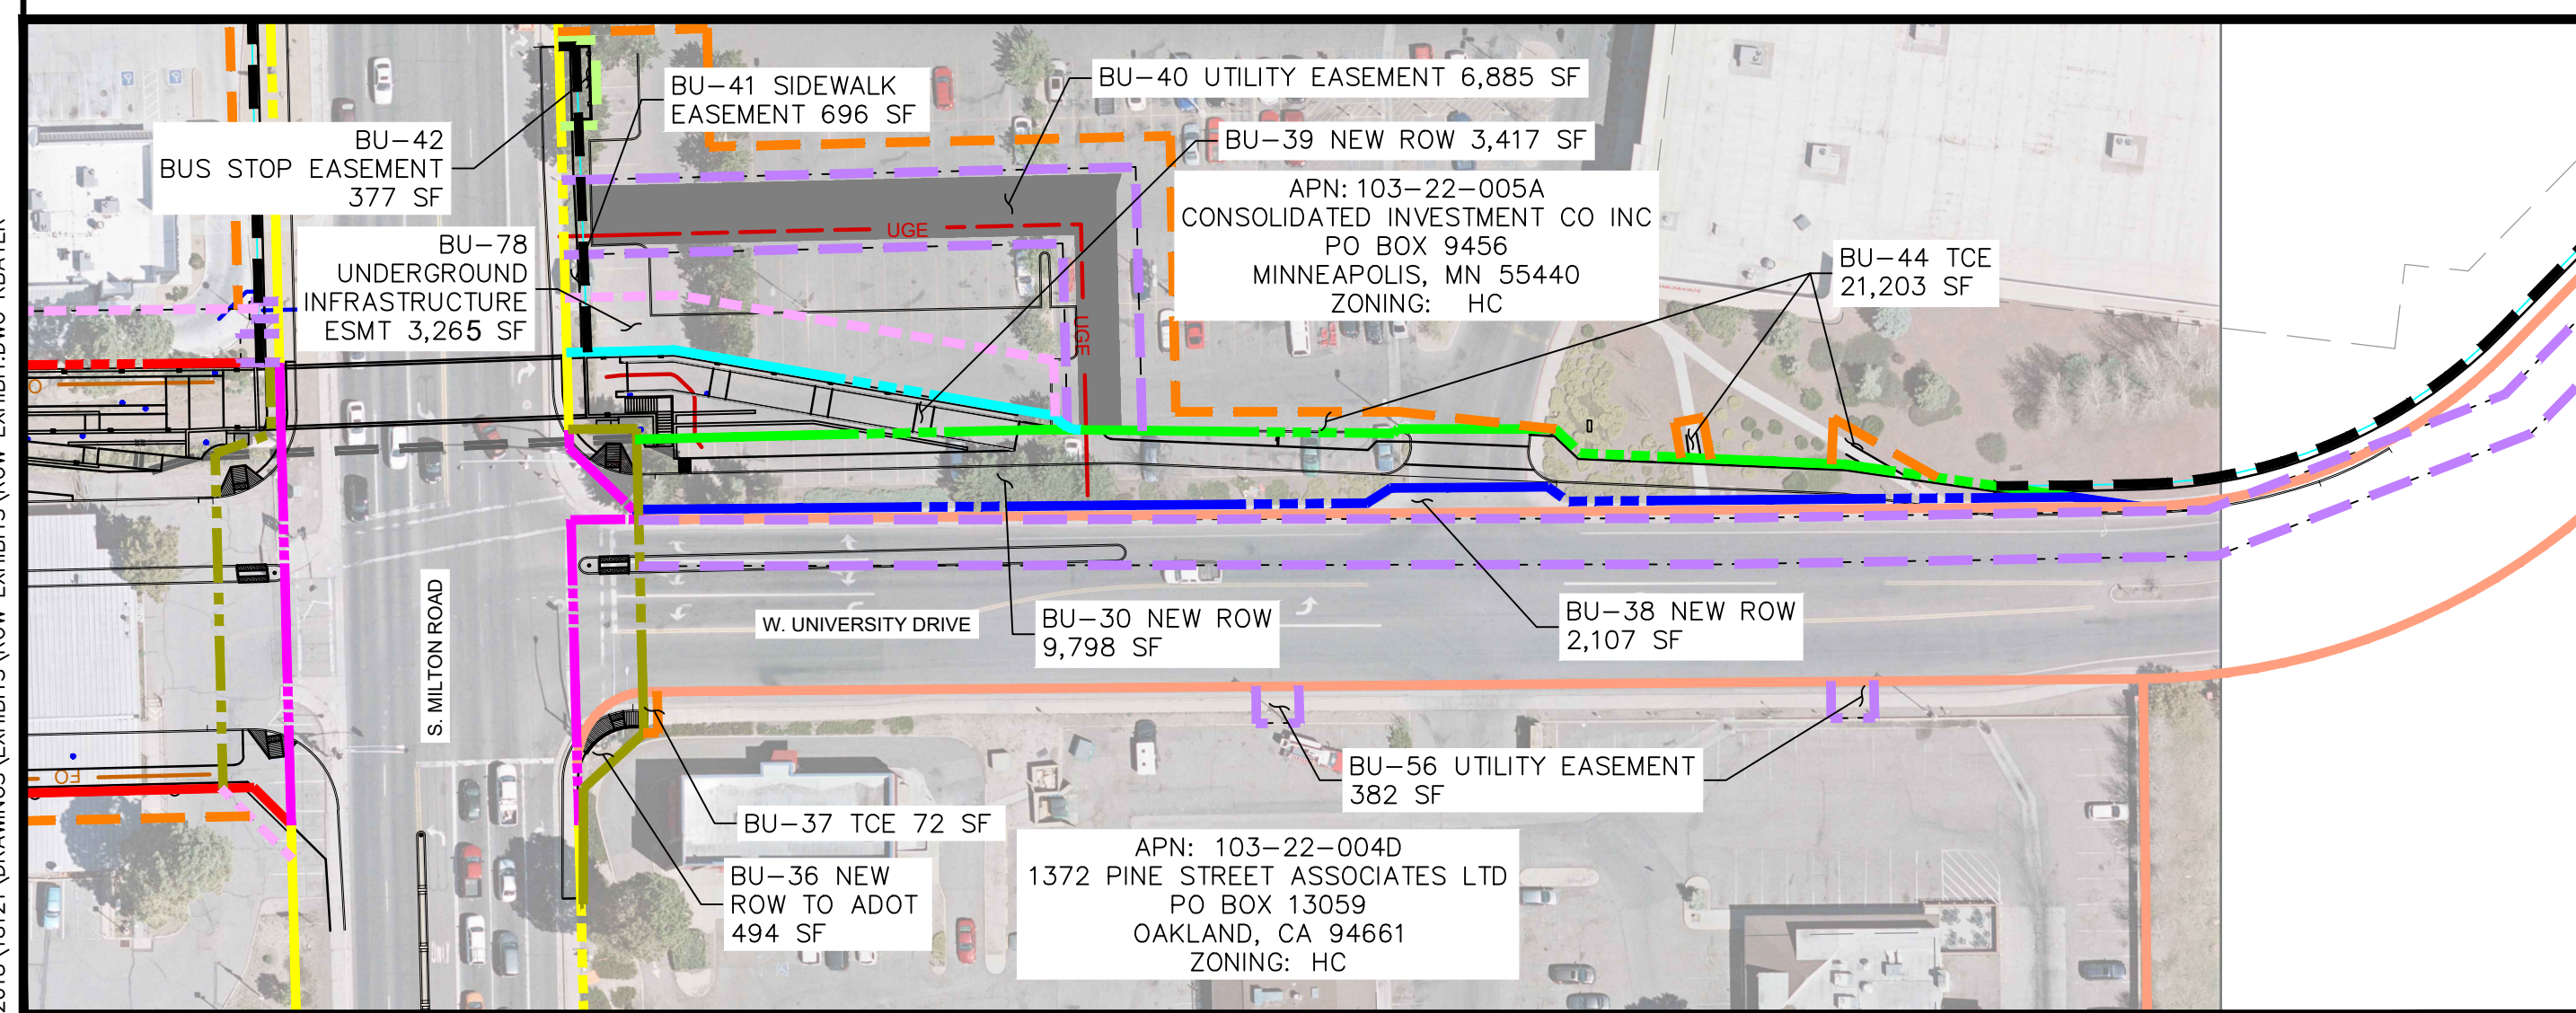 BU-41 SIDEWALK
EASEMENT 696 SF
BU-40 UTILITY EASEMENT 6,885 SF
BU-42
BUS STOP EASEMENT
377 SF
BU-39 NEW ROW 3,417 SF
APN: 103-22-005A
CONSOLIDATED INVESTMENT CO INC
PO BOX 9456
MINNEAPOLIS, MN 55440
ZONING: HC
BU-78
UNDERGROUND
INFRASTRUCTURE
ESMT 3,265 SF
UGE
UGE
BU-44 TCE
21,203 SF
S. MILTON ROAD
W. UNIVERSITY DRIVE
BU-30 NEW ROW
9,798 SF
BU-38 NEW ROW
2,107 SF
FO
BU-56 UTILITY EASEMENT
382 SF
BU-37 TCE 72 SF
BU-36 NEW
ROW TO ADOT
494 SF
APN: 103-22-004D
1372 PINE STREET ASSOCIATES LTD
PO BOX 13059
OAKLAND, CA 94661
ZONING: HC